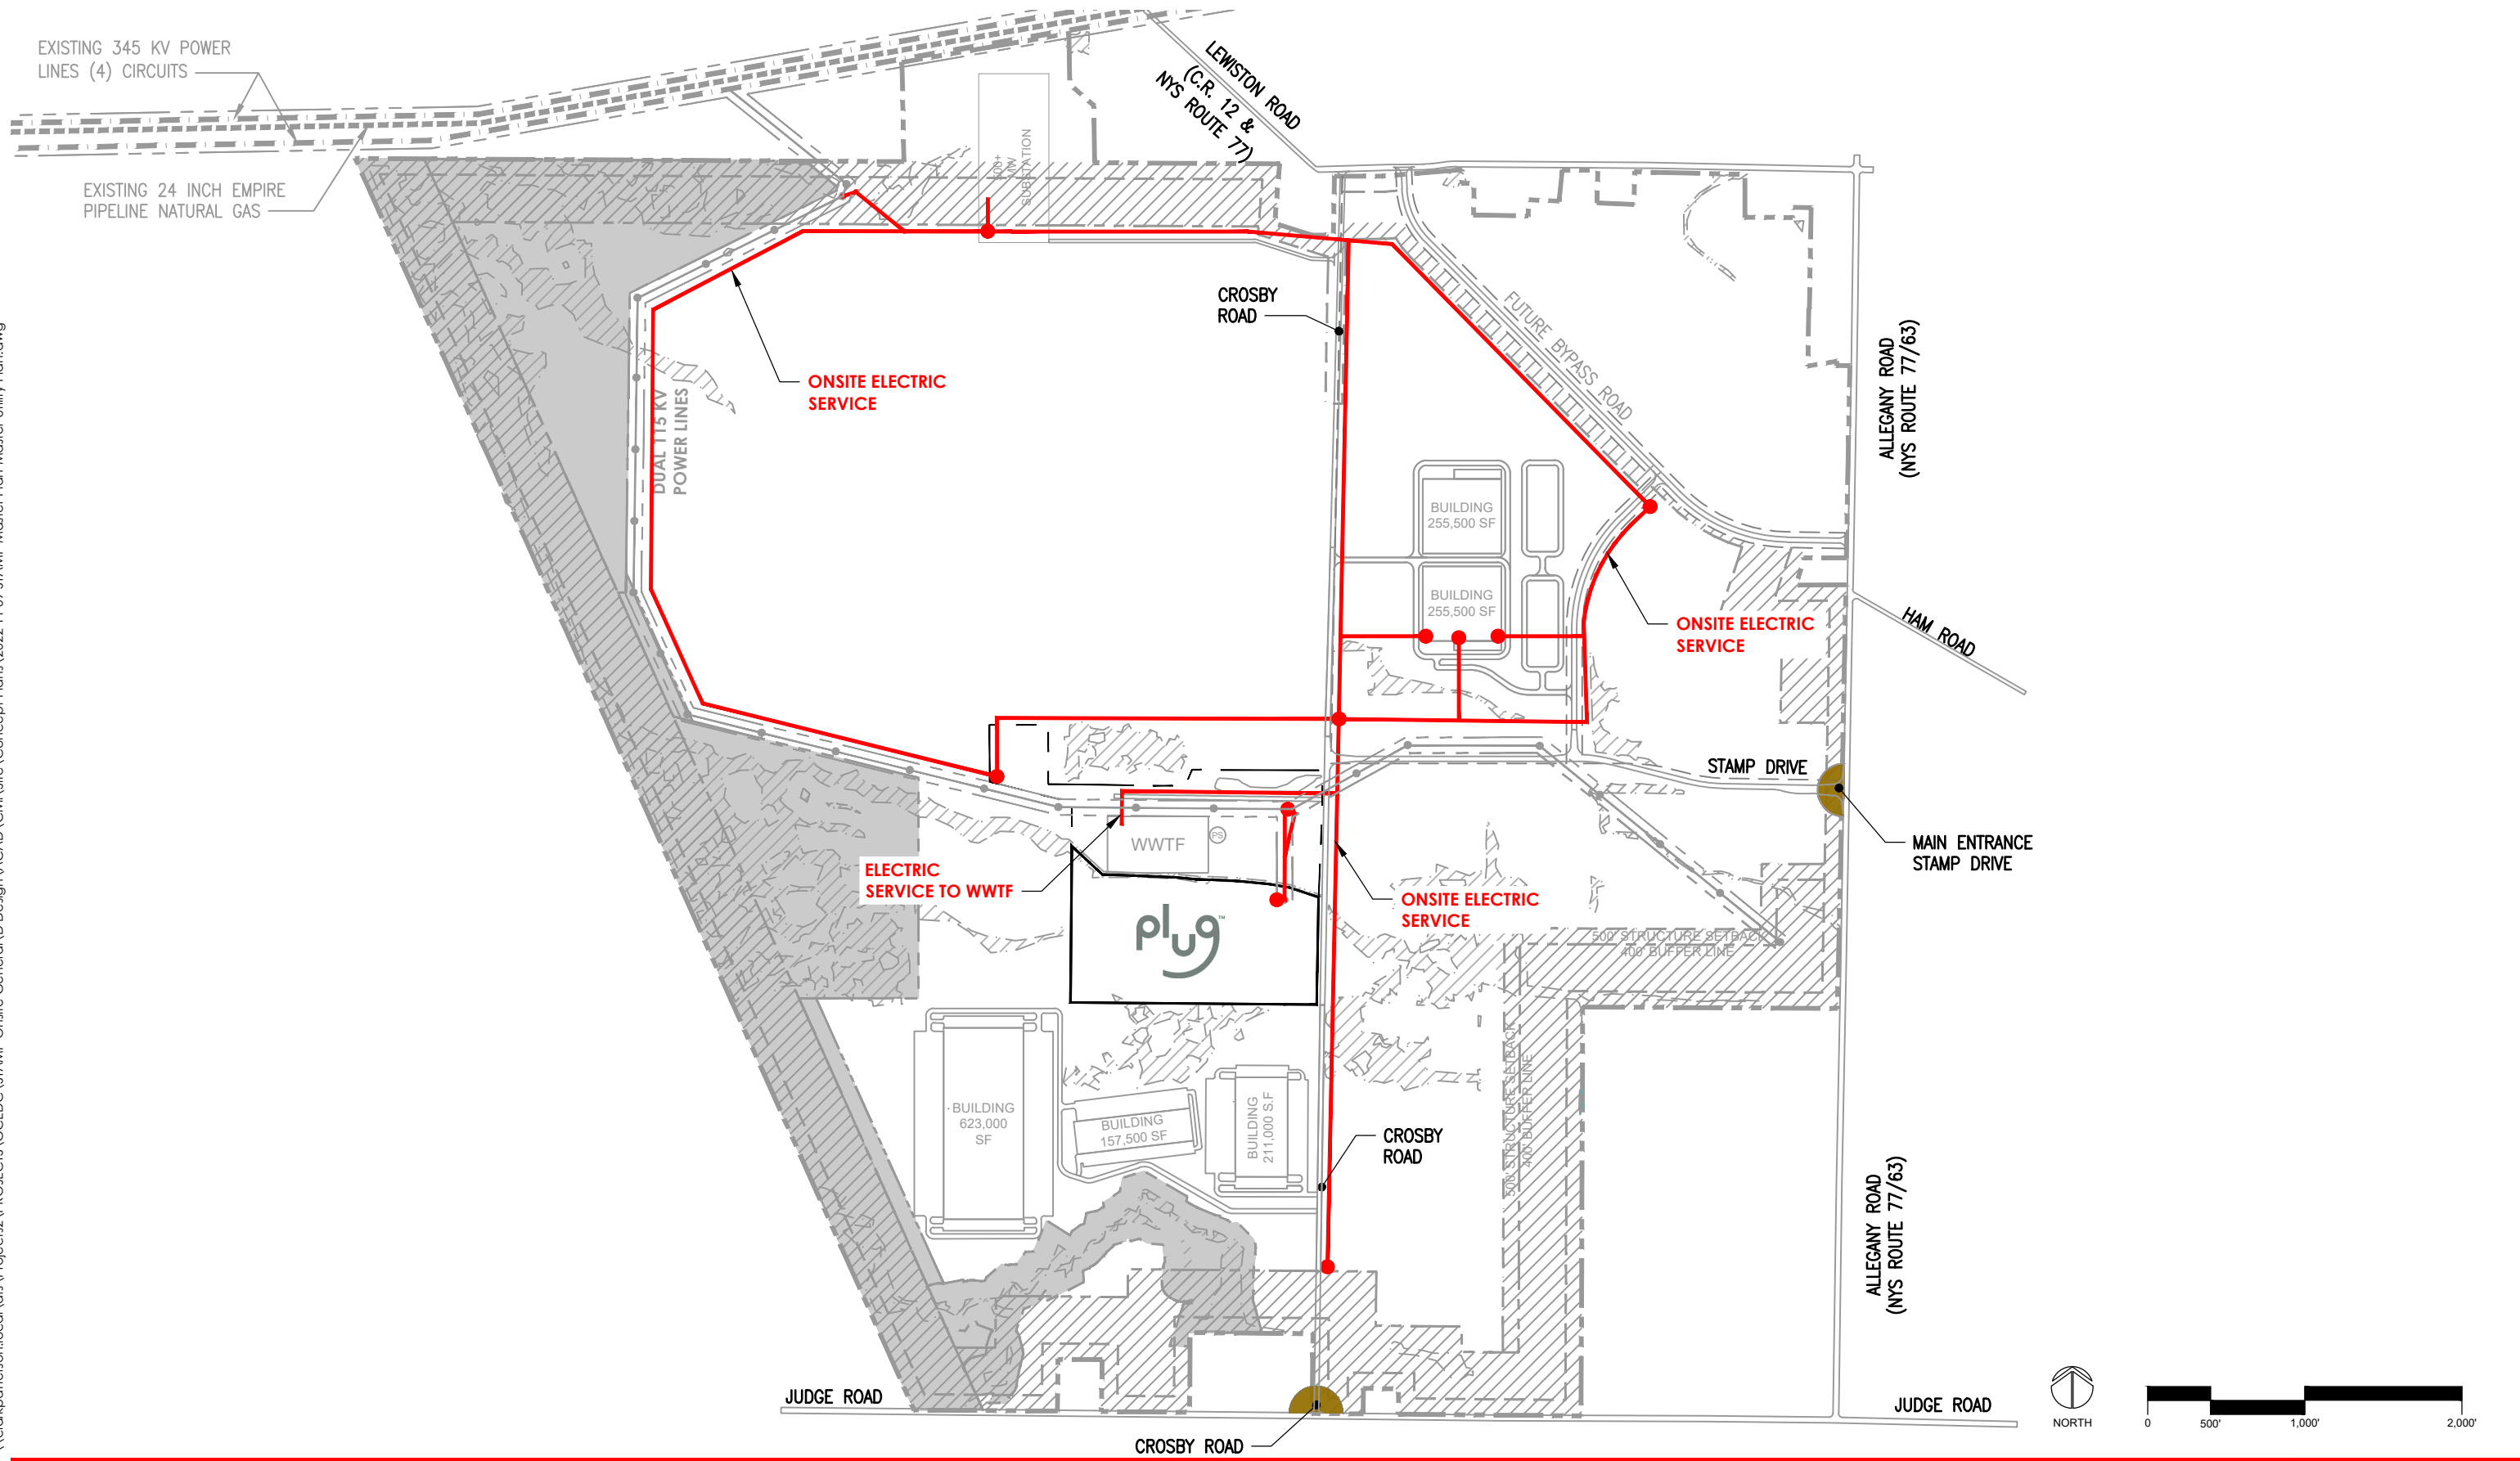 EXISTING 345 KV POWER
LINES (4) CIRCUITS
EXISTING 24 INCH EMPIRE
PIPELINE NATURAL GAS
LEWISTON ROAD
(C.R. 12 &
NYS ROUTE 77)
MW
SUBSTATION
CROSBY
ROAD
FUTURE BYPASS ROAD
ALLEGANY ROAD
(NYS ROUTE 77/63)
ONSITE ELECTRIC
SERVICE
DUAL 115 KV
POWER LINES
BUILDING
255,500 SF
BUILDING
255,500 SF
ONSITE ELECTRIC
SERVICE
HAM ROAD
STAMP DRIVE
MAIN ENTRANCE
STAMP DRIVE
WWTF
PS
ELECTRIC
SERVICE TO WWTF
ONSITE ELECTRIC
SERVICE
plug™
500' STRUCTURE SETBACK
400' BUFFER LINE
500' STRUCTURE SETBACK
400' BUFFER LINE
BUILDING
623,000
SF
BUILDING
157,500 SF
BUILDING
211,000 S.F
CROSBY
ROAD
ALLEGANY ROAD
(NYS ROUTE 77/63)
JUDGE ROAD
CROSBY ROAD
JUDGE ROAD
NORTH
0 500' 1,000' 2,000'